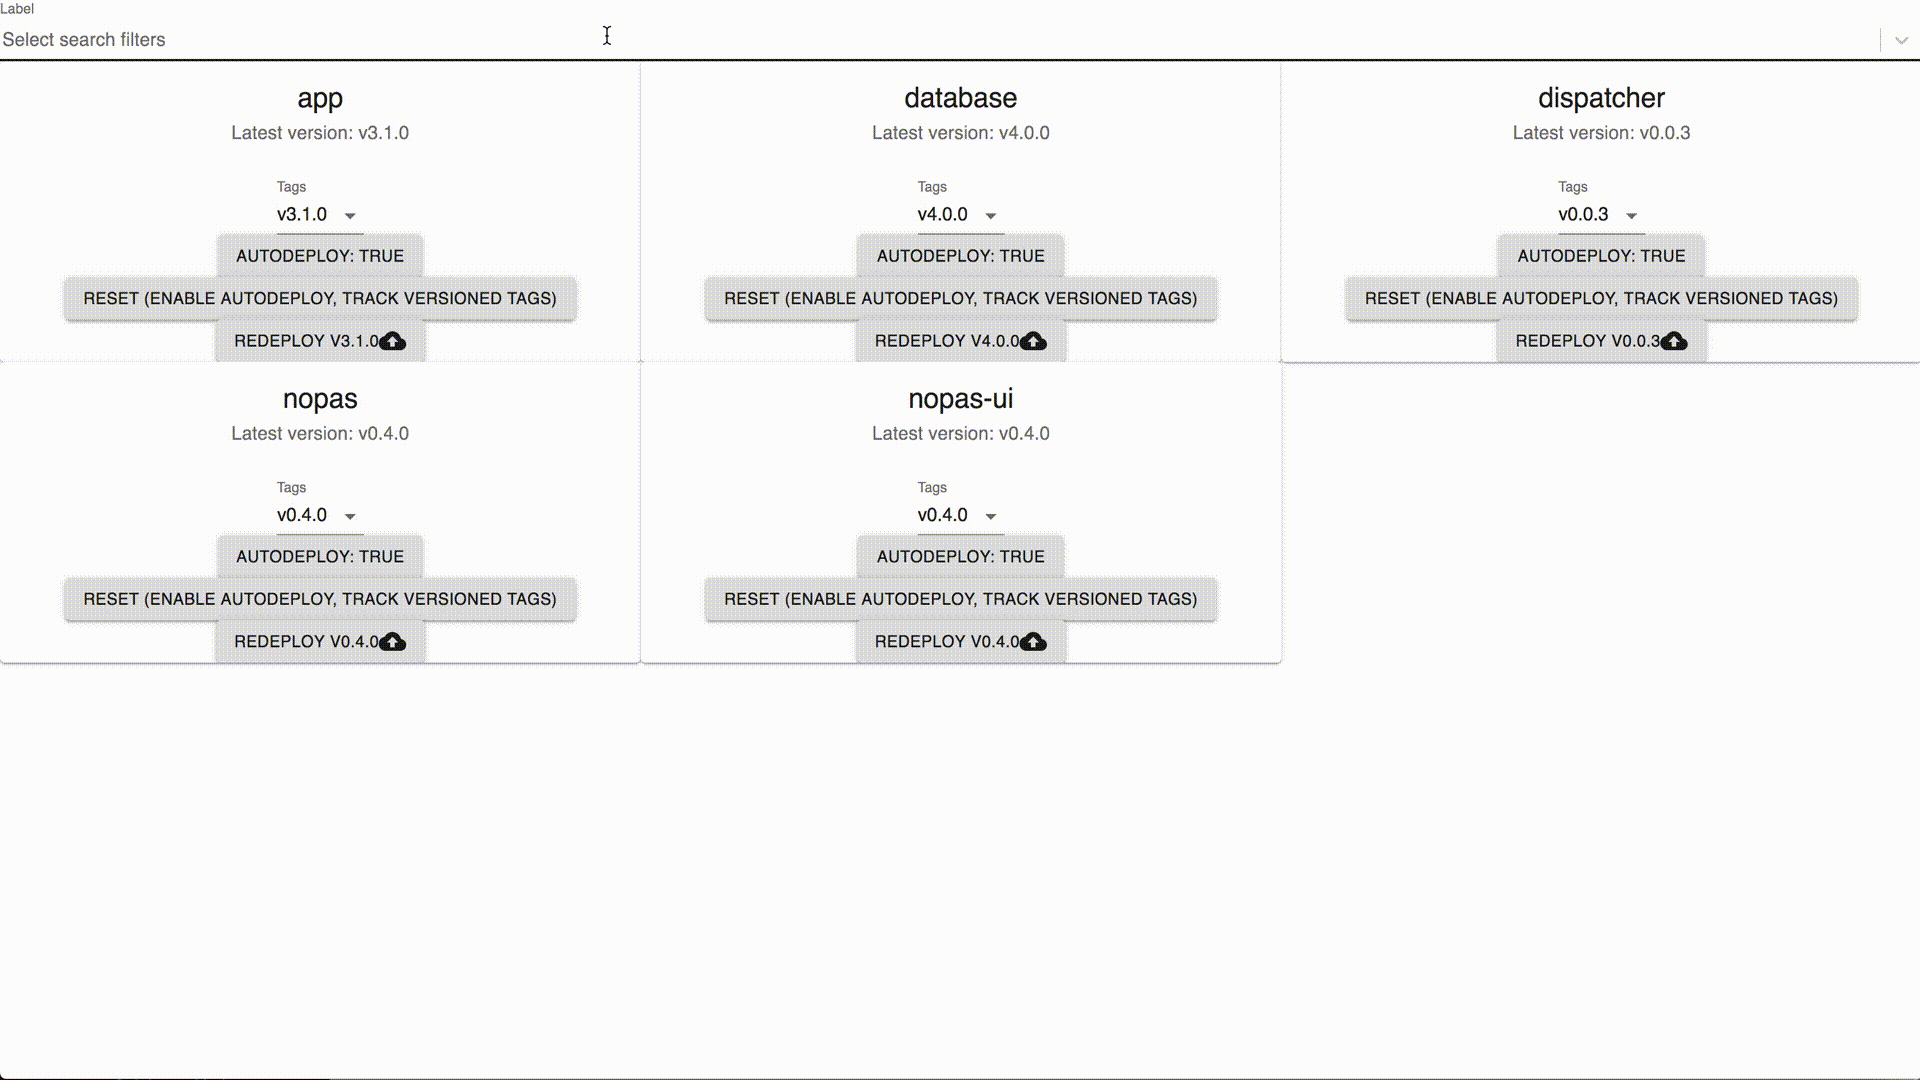 Label
Select search filters
app
Latest version: v3.1.0
Tags
v3.1.0
AUTODEPLOY: TRUE
RESET (ENABLE AUTODEPLOY, TRACK VERSIONED TAGS)
REDEPLOY V3.1.0
database
Latest version: v4.0.0
Tags
v4.0.0
AUTODEPLOY: TRUE
RESET (ENABLE AUTODEPLOY, TRACK VERSIONED TAGS)
REDEPLOY V4.0.0
dispatcher
Latest version: v0.0.3
Tags
v0.0.3
AUTODEPLOY: TRUE
RESET (ENABLE AUTODEPLOY, TRACK VERSIONED TAGS)
REDEPLOY V0.0.3
nopas
Latest version: v0.4.0
Tags
v0.4.0
AUTODEPLOY: TRUE
RESET (ENABLE AUTODEPLOY, TRACK VERSIONED TAGS)
REDEPLOY V0.4.0
nopas-ui
Latest version: v0.4.0
Tags
v0.4.0
AUTODEPLOY: TRUE
RESET (ENABLE AUTODEPLOY, TRACK VERSIONED TAGS)
REDEPLOY V0.4.0